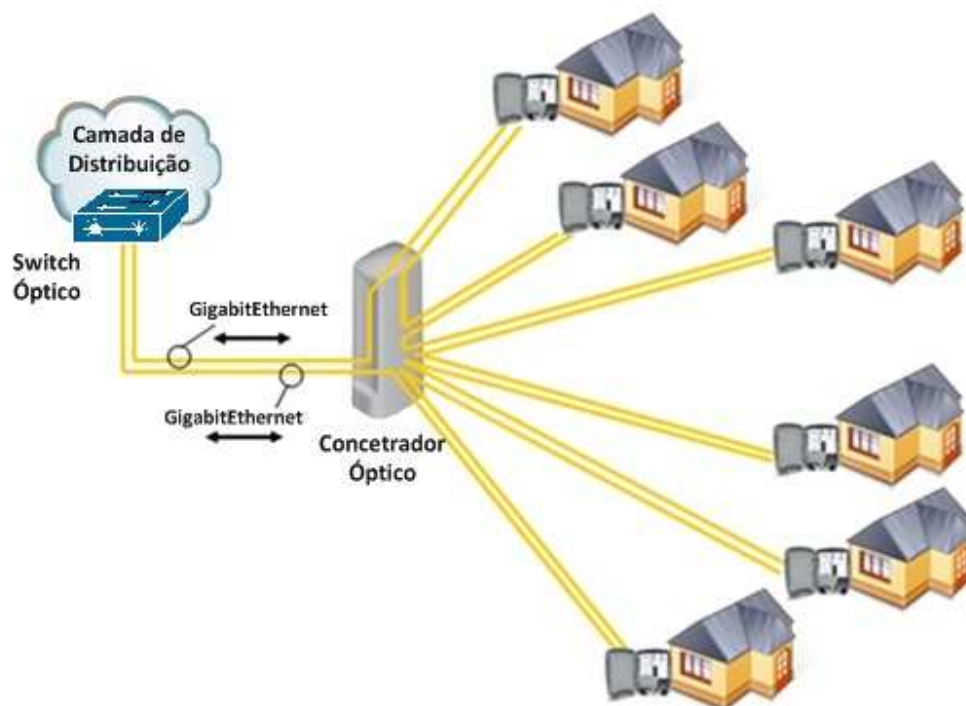 Camada de
Distribuição
Switch
Óptico
GigabitEthernet
GigabitEthernet
Concetrador
Óptico